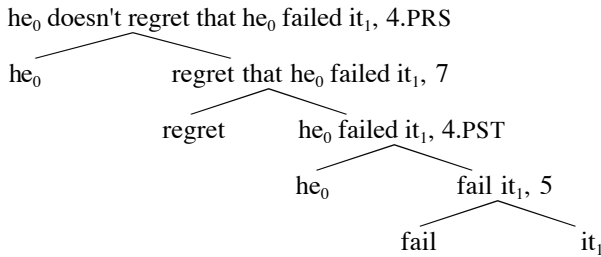 he₀ doesn't regret that he₀ failed it₁, 4.PRS
he₀ regret that he₀ failed it₁, 7
regret he₀ failed it₁, 4.PST
he₀ fail it₁, 5
fail it₁